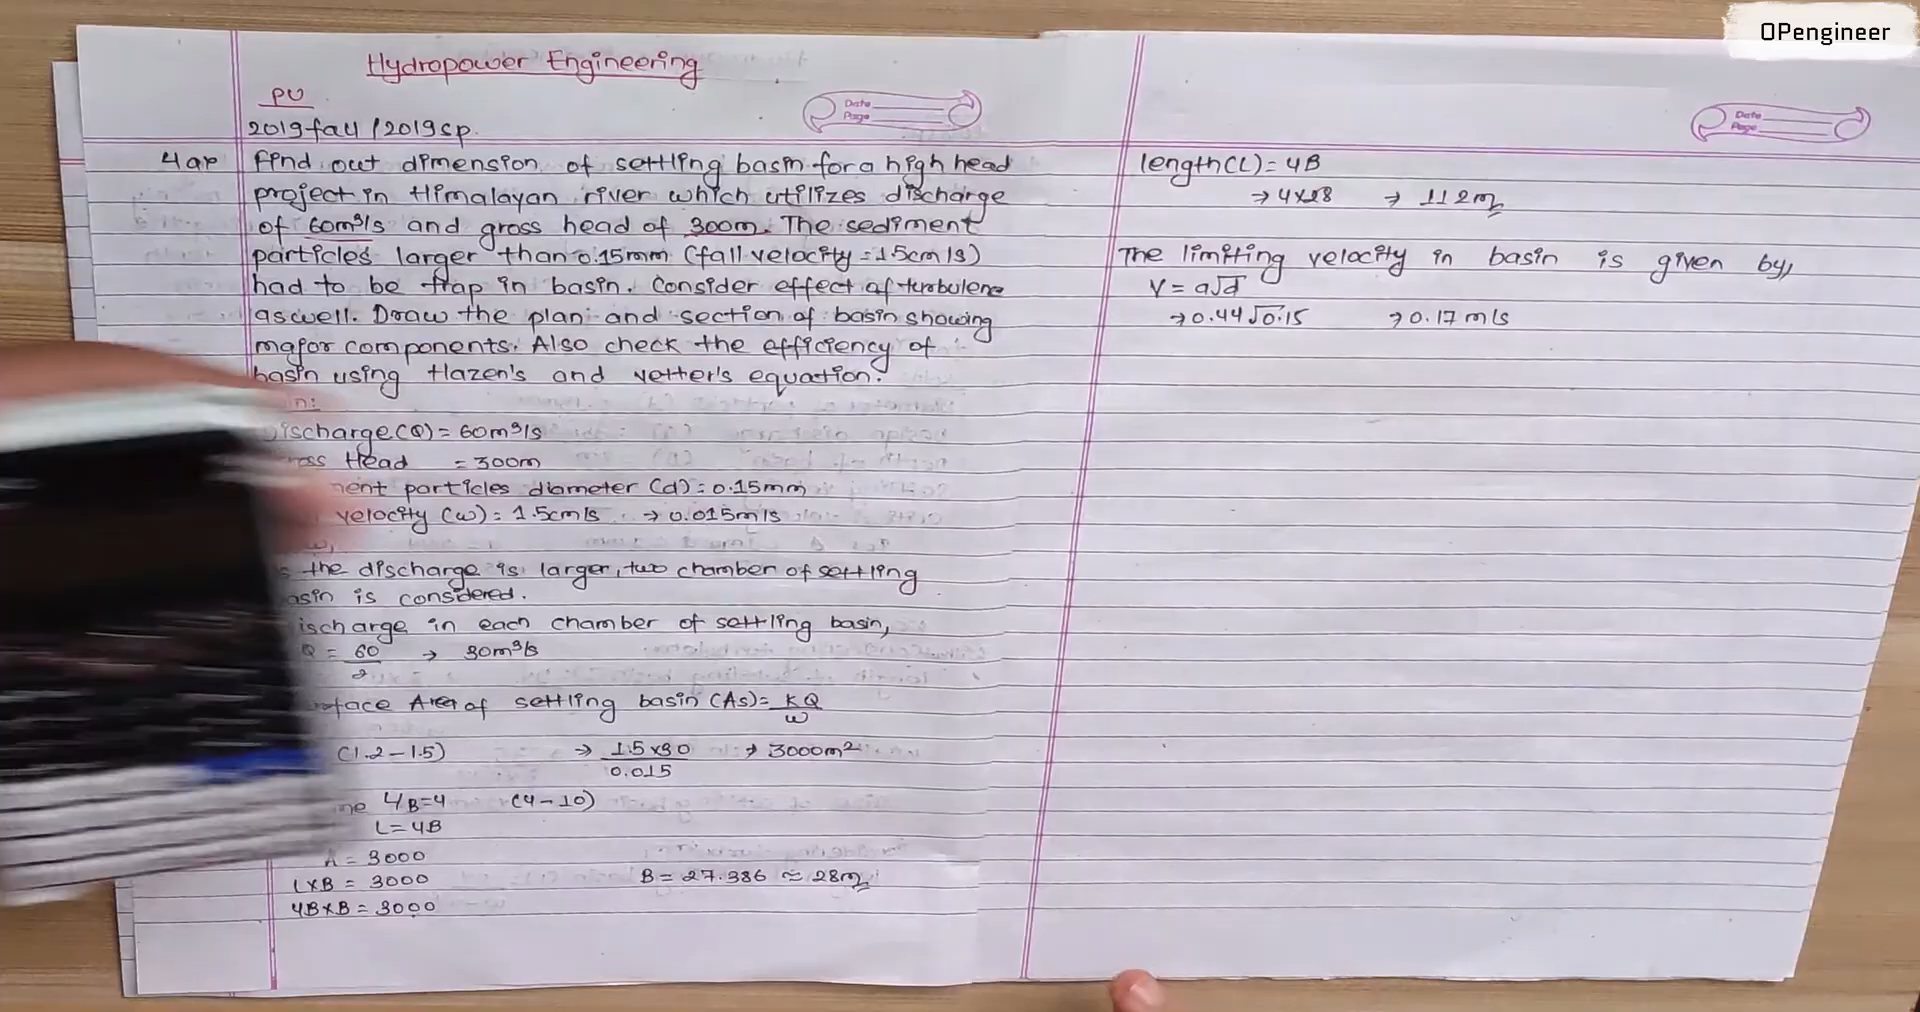 OPengineer
Hydropower Engineering
PU
2019 fall / 2019 sp.
Date
Page
4a> Find out dimension of settling basin for a high head
project in Himalayan river which utilizes discharge
of 60m³/s and gross head of 300m. The sediment
particles larger than 0.15mm (fall velocity = 1.5cm/s)
had to be trap in basin. Consider effect of turbulence
as well. Draw the plan and section of basin showing
major components. Also check the efficiency of
basin using Hazen's and vetter's equation.
n:
ischarge (Q) = 60m³/s
Head = 300m
particles diameter (d) = 0.15mm
velocity (w) = 1.5cm/s → 0.015m/s
the discharge is larger, two chamber of settling
asin is considered.
ischarge in each chamber of settling basin,
Q = 60/2 → 30m³/s
face Area of settling basin (As) = KQ/w
(1.2-1.5) → 1.5×30/0.015 → 3000m²
L/B=4 (4-10)
L=4B
A = 3000
L×B = 3000 B = 27.386 ≈ 28m
4B×B = 3000
Date
Page
length(L) = 4B
→ 4×28 → 112m
The limiting velocity in basin is given by,
V = a√d
→ 0.44√0.15 → 0.17 m/s